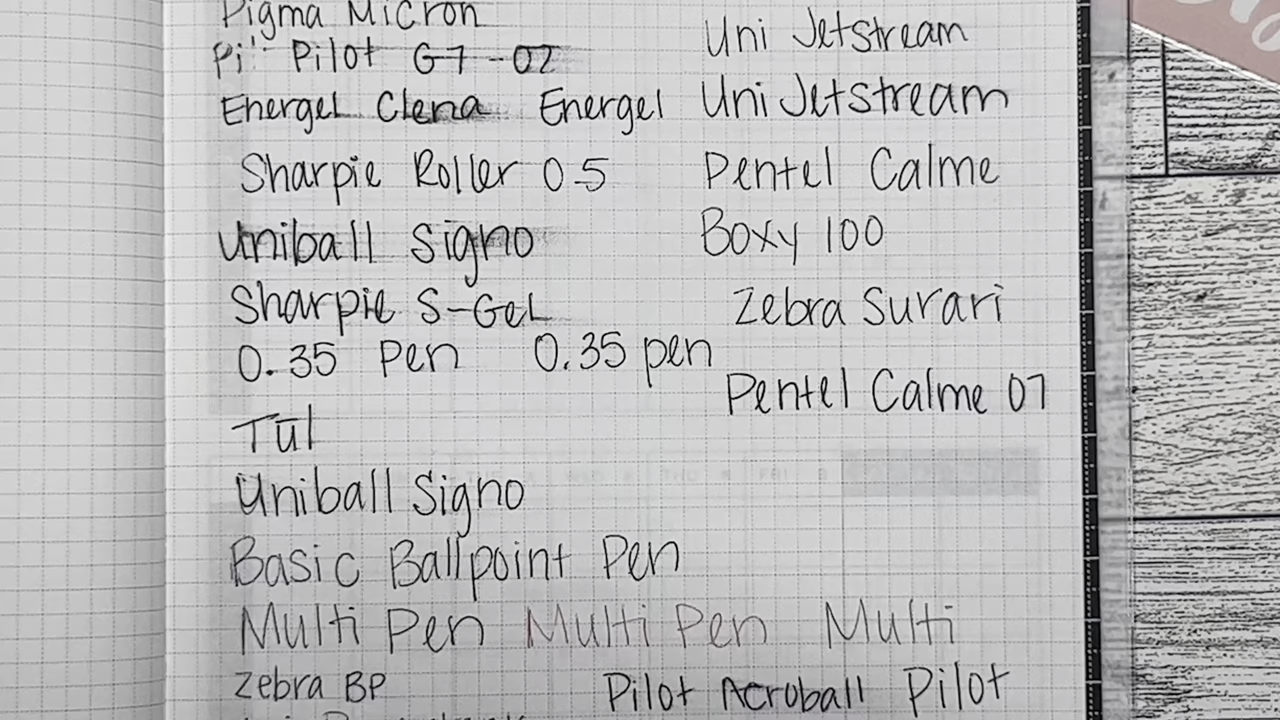 Pigma Micron
Pi Pilot G7 -02
Energel Clena Energel
Sharpie Roller 0.5
Uniball Signo
Sharpie S-Gel
0.35 Pen 0.35 pen
Tūl
Uniball Signo
Basic Ballpoint Pen
Multi Pen Multi Pen Multi
Zebra BP
Pilot Acroball Pilot
Uni Jetstream
Uni Jetstream
Pentel Calme
Boxy 100
Zebra Surari
Pentel Calme 07